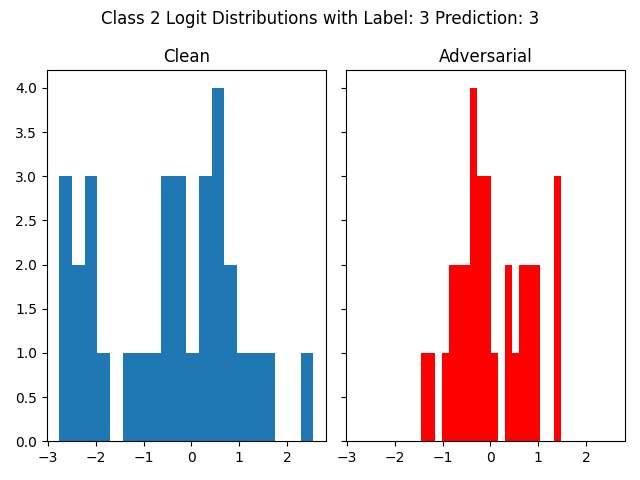 Class 2 Logit Distributions with Label: 3 Prediction: 3
Clean
Adversarial
4.0
3.5
3.0
2.5
2.0
1.5
1.0
0.5
0.0
−3 −2 −1 0 1 2
−3 −2 −1 0 1 2